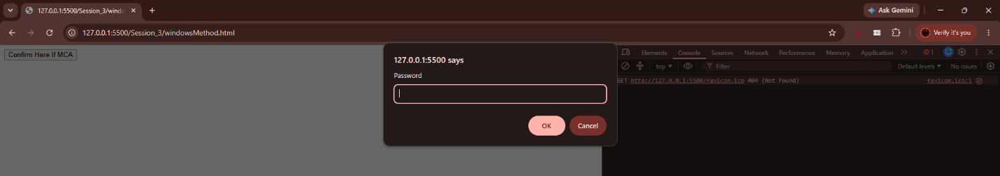 127.0.0.1:5500/Session_3/windo
Ask Gemini
127.0.0.1:5500/Session_3/windowsMethod.html
Verify it's you
Confirm Here If MCA
127.0.0.1:5500 says
Password
OK
Cancel
Elements Console Sources Network Performance Memory Application 1
top Filter Default levels No issues
GET http://127.0.0.1:5500/favicon.ico 404 (Not Found) favicon.ico:1